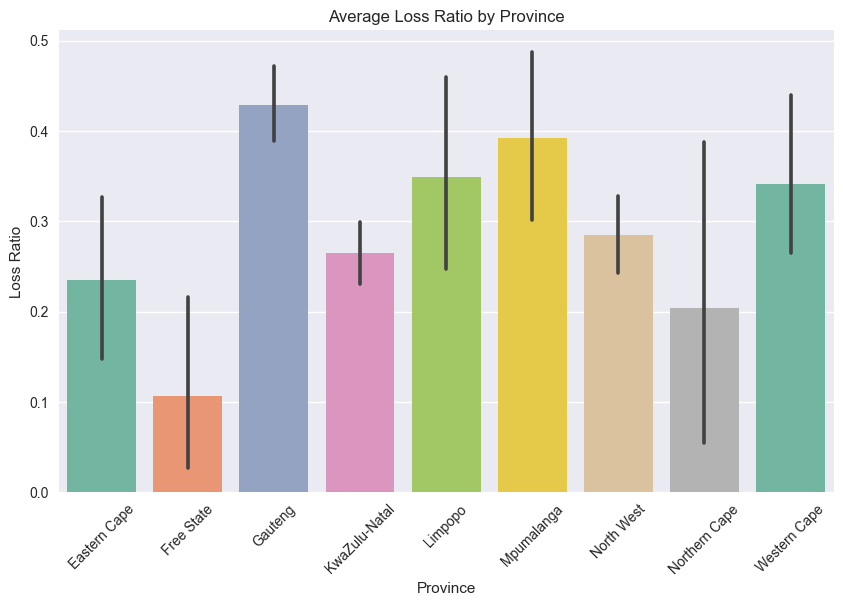 Average Loss Ratio by Province
0.5
0.4
0.3
0.2
0.1
0.0
Loss Ratio
Eastern Cape
Free State
Gauteng
KwaZulu-Natal
Limpopo
Mpumalanga
North West
Northern Cape
Western Cape
Province